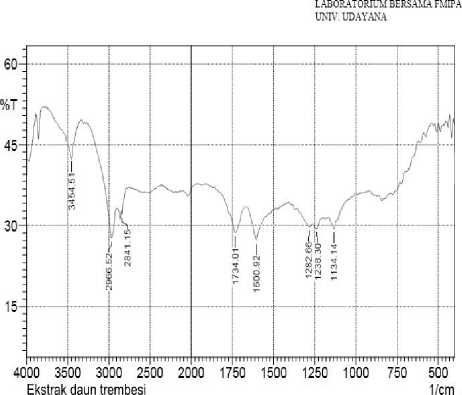 LABORATORIUM BERSAMA FMIPA
UNIV. UDAYANA
60
%T
45
30
15
3454.51
2966.52
2841.15
1734.01
1600.92
1282.66
1238.30
1134.14
4000 3500 3000 2500 2000 1750 1500 1250 1000 750 500
Ekstrak daun trembesi 1/cm